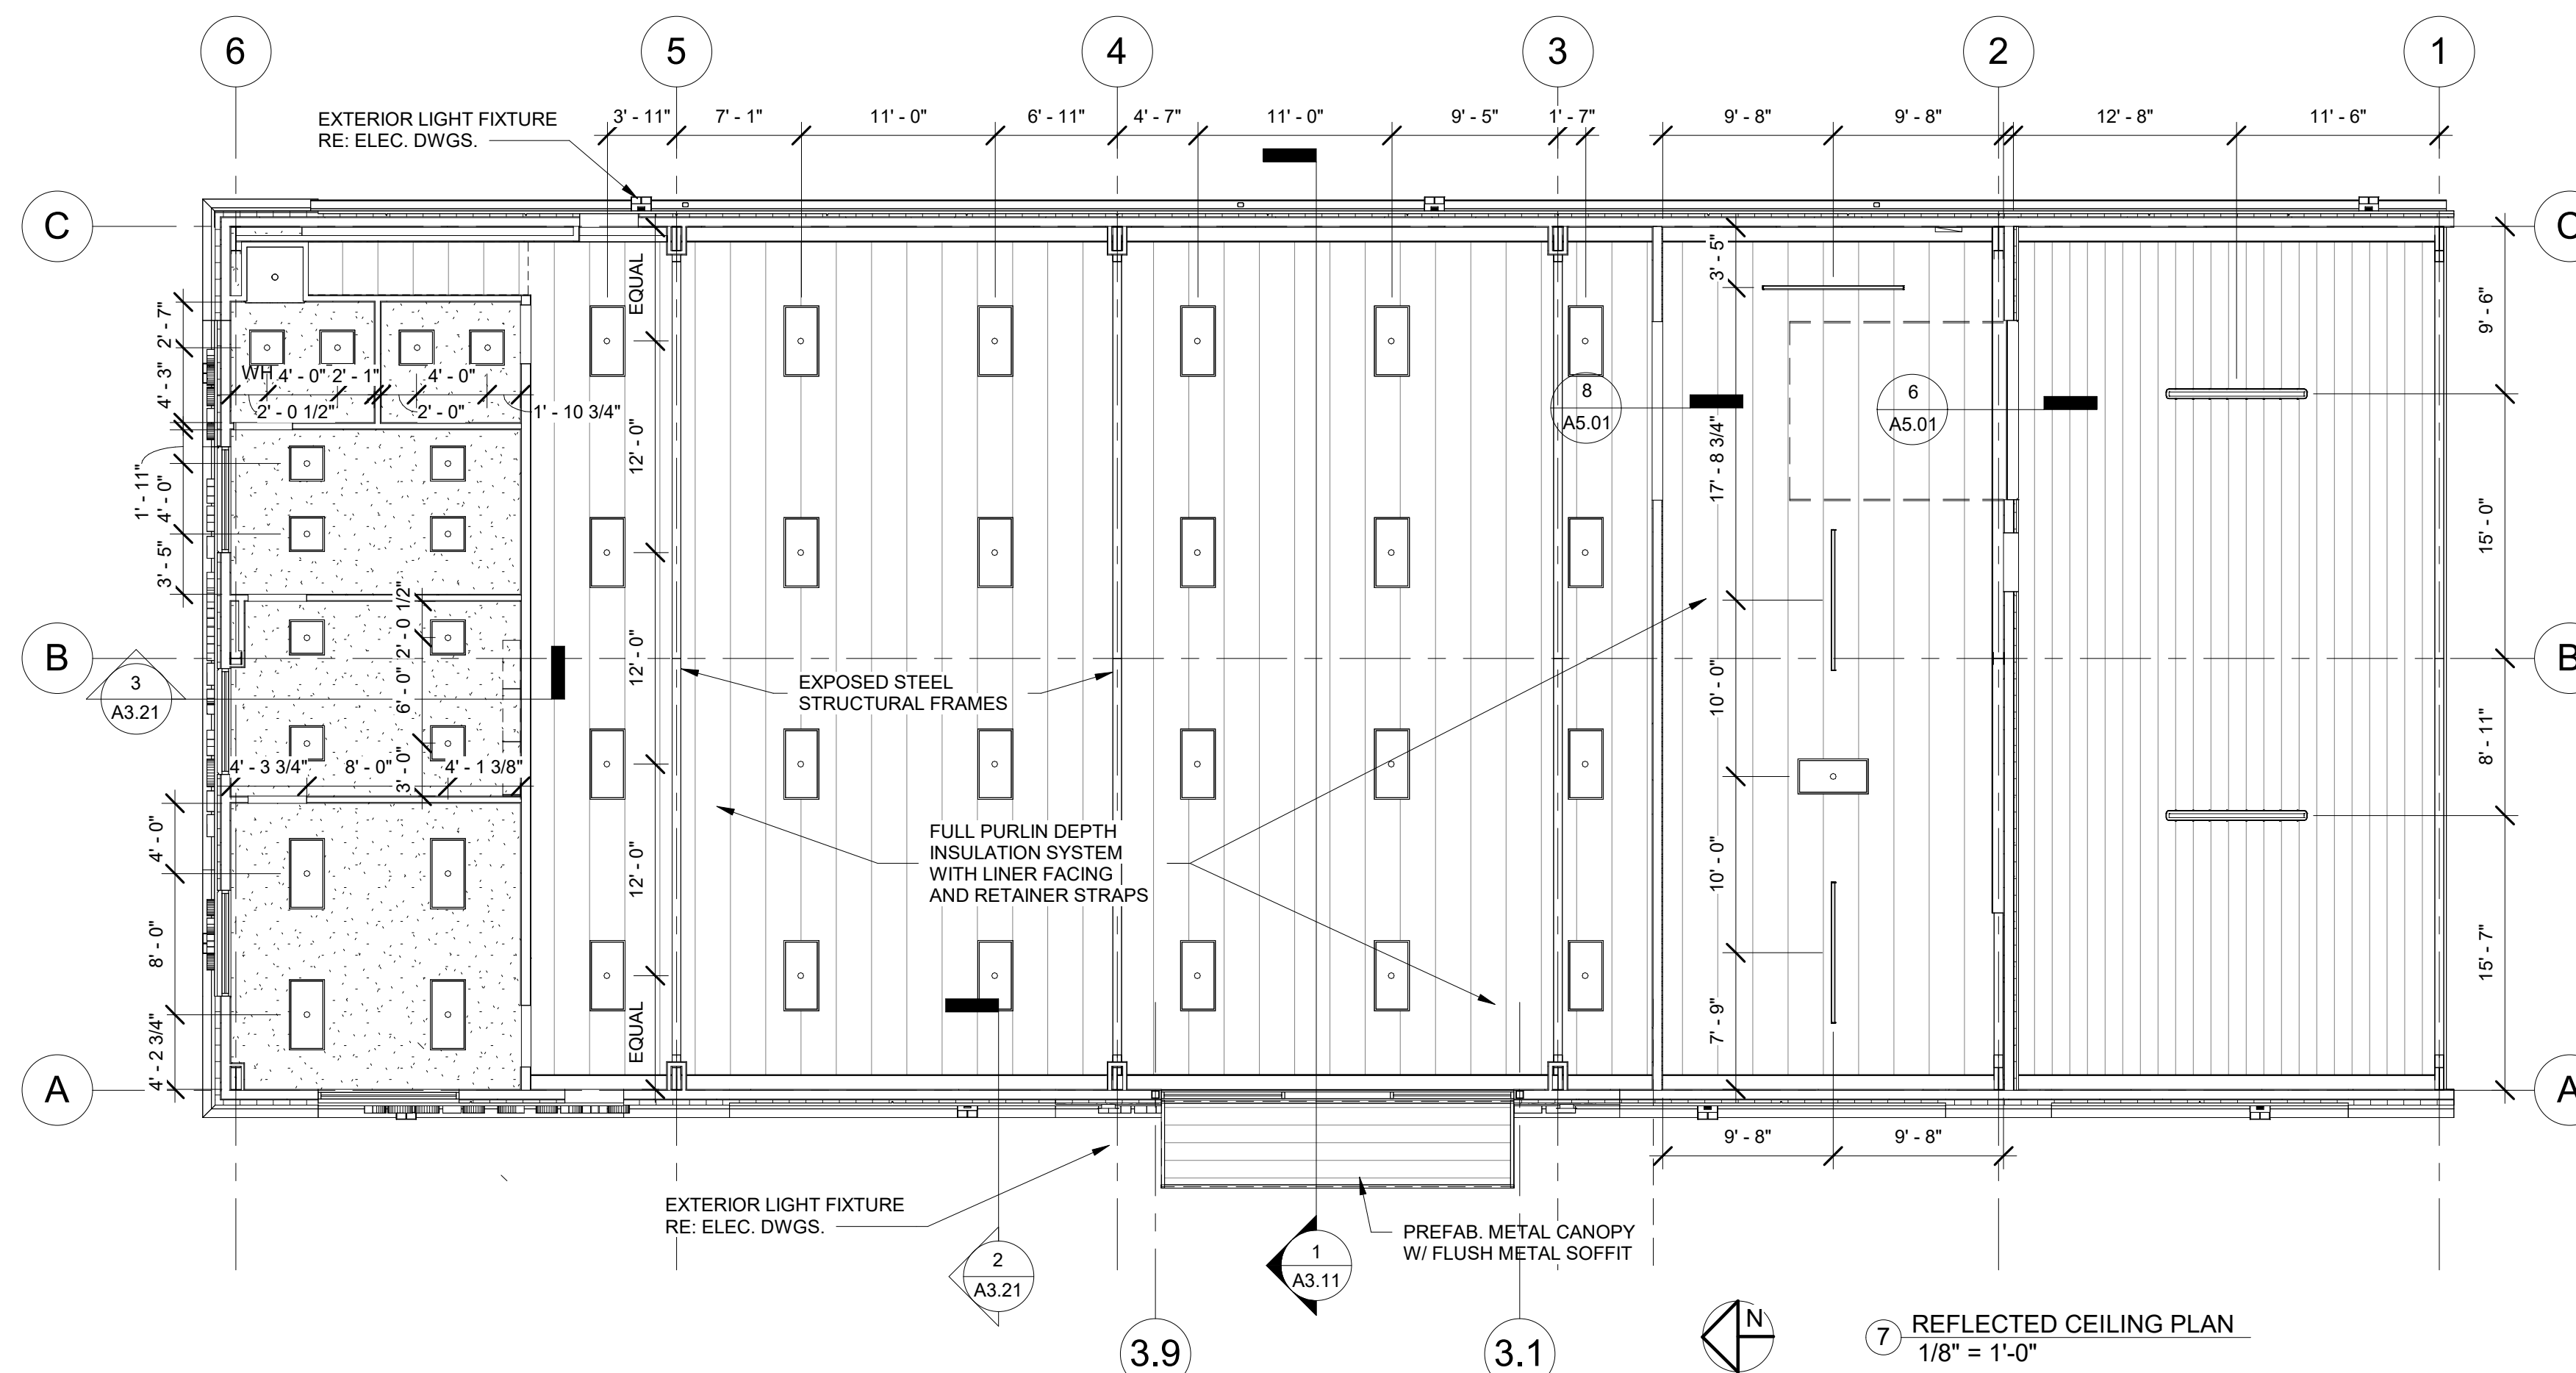 6
5
4
3
2
1
EXTERIOR LIGHT FIXTURE
RE: ELEC. DWGS.
3' - 11"
7' - 1"
11' - 0"
6' - 11"
4' - 7"
11' - 0"
9' - 5"
1' - 7"
9' - 8"
9' - 8"
12' - 8"
11' - 6"
C
C
EQUAL
3' - 5"
2' - 7"
9' - 6"
4' - 3"
WH
4' - 0"
2' - 1"
4' - 0"
2' - 0 1/2"
2' - 0"
1' - 10 3/4"
8
A5.01
6
A5.01
12' - 0"
17' - 8 3/4"
1' - 11"
4' - 0"
3' - 5"
15' - 0"
2' - 0 1/2"
6' - 0"
3' - 0"
12' - 0"
B
B
3
A3.21
EXPOSED STEEL
STRUCTURAL FRAMES
10' - 0"
8' - 11"
4' - 3 3/4"
8' - 0"
4' - 1 3/8"
4' - 0"
FULL PURLIN DEPTH
INSULATION SYSTEM
WITH LINER FACING
AND RETAINER STRAPS
12' - 0"
10' - 0"
8' - 0"
15' - 7"
4' - 2 3/4"
EQUAL
7' - 9"
A
A
9' - 8"
9' - 8"
EXTERIOR LIGHT FIXTURE
RE: ELEC. DWGS.
PREFAB. METAL CANOPY
W/ FLUSH METAL SOFFIT
2
A3.21
1
A3.11
3.9
3.1
N
7
REFLECTED CEILING PLAN
1/8" = 1'-0"